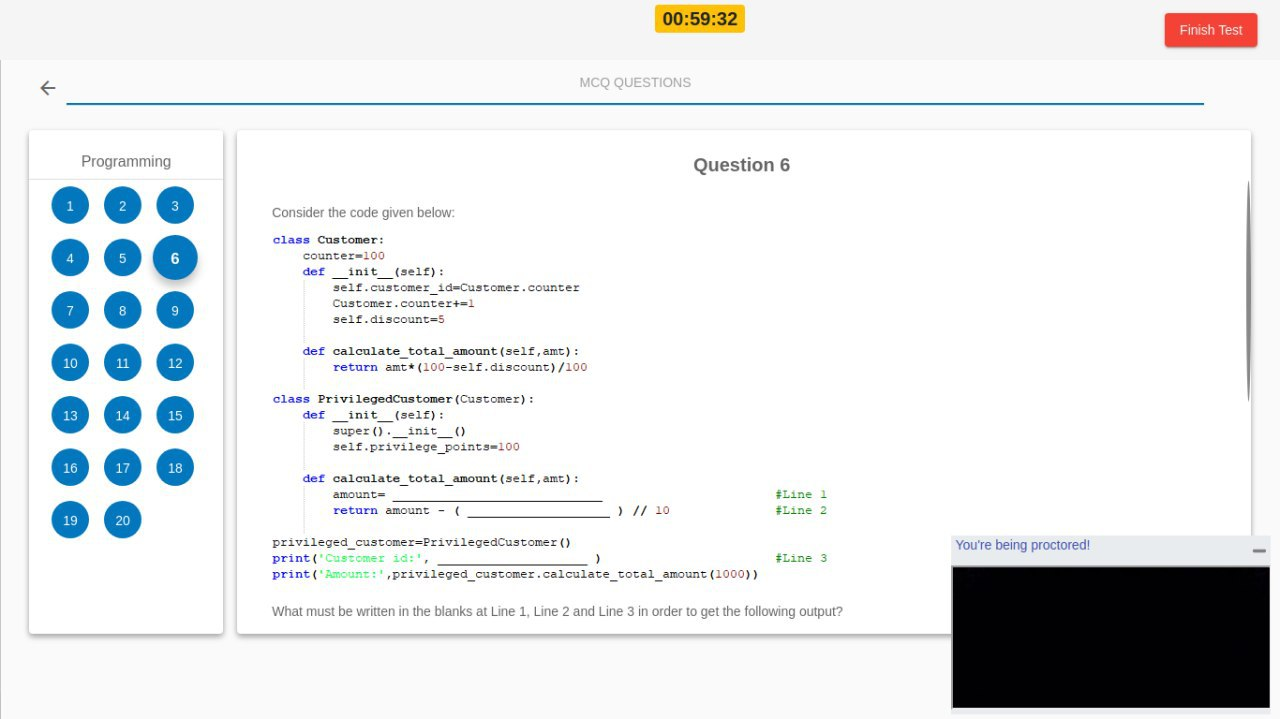 00:59:32
Finish Test
MCQ QUESTIONS
Programming
1 2 3
4 5 6
7 8 9
10 11 12
13 14 15
16 17 18
19 20
Question 6
Consider the code given below:
class Customer:
    counter=100
    def __init__(self):
        self.customer_id=Customer.counter
        Customer.counter+=1
        self.discount=5
    def calculate_total_amount(self,amt):
        return amt*(100-self.discount)/100
class PrivilegedCustomer(Customer):
    def __init__(self):
        super().__init__()
        self.privilege_points=100
    def calculate_total_amount(self,amt):
        amount= ____________________________ #Line 1
        return amount - ( ___________________ ) // 10 #Line 2
privileged_customer=PrivilegedCustomer()
print('Customer id:', ____________________ ) #Line 3
print('Amount:',privileged_customer.calculate_total_amount(1000))
What must be written in the blanks at Line 1, Line 2 and Line 3 in order to get the following output?
You're being proctored!